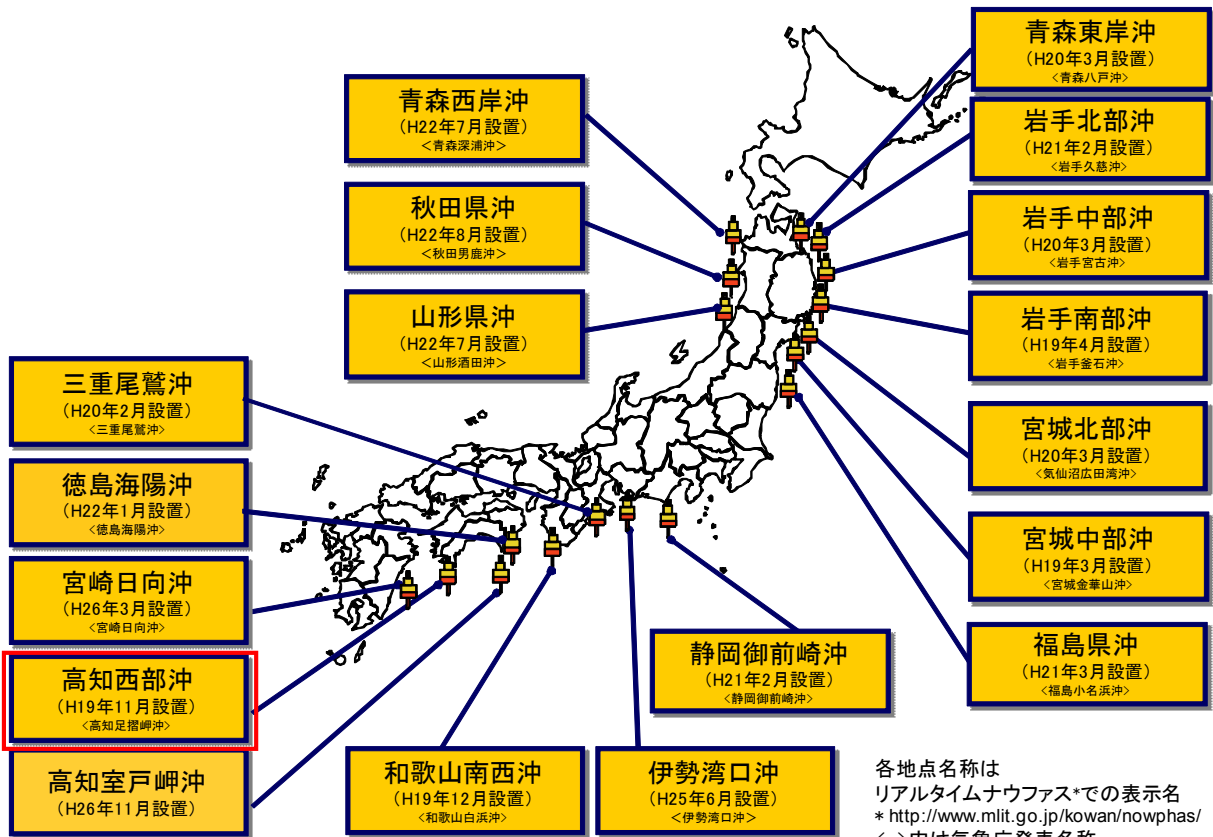 青森東岸沖
(H20年3月設置)
<青森八戸沖>
青森西岸沖
(H22年7月設置)
<青森深浦沖>
岩手北部沖
(H21年2月設置)
<岩手久慈沖>
秋田県沖
(H22年8月設置)
<秋田男鹿沖>
岩手中部沖
(H20年3月設置)
<岩手宮古沖>
山形県沖
(H22年7月設置)
<山形酒田沖>
岩手南部沖
(H19年4月設置)
<岩手釜石沖>
三重尾鷲沖
(H20年2月設置)
<三重尾鷲沖>
宮城北部沖
(H20年3月設置)
<気仙沼広田湾沖>
徳島海陽沖
(H22年1月設置)
<徳島海陽沖>
宮城中部沖
(H19年3月設置)
<宮城金華山沖>
宮崎日向沖
(H26年3月設置)
<宮崎日向沖>
福島県沖
(H21年3月設置)
<福島小名浜沖>
静岡御前崎沖
(H21年2月設置)
<静岡御前崎沖>
高知西部沖
(H19年11月設置)
<高知足摺岬沖>
高知室戸岬沖
(H26年11月設置)
和歌山南西沖
(H19年12月設置)
<和歌山白浜沖>
伊勢湾口沖
(H25年6月設置)
<伊勢湾口沖>
各地点名称は
リアルタイムナウファス*での表示名
* http://www.mlit.go.jp/kowan/nowphas/
< >内は気象庁発表名称